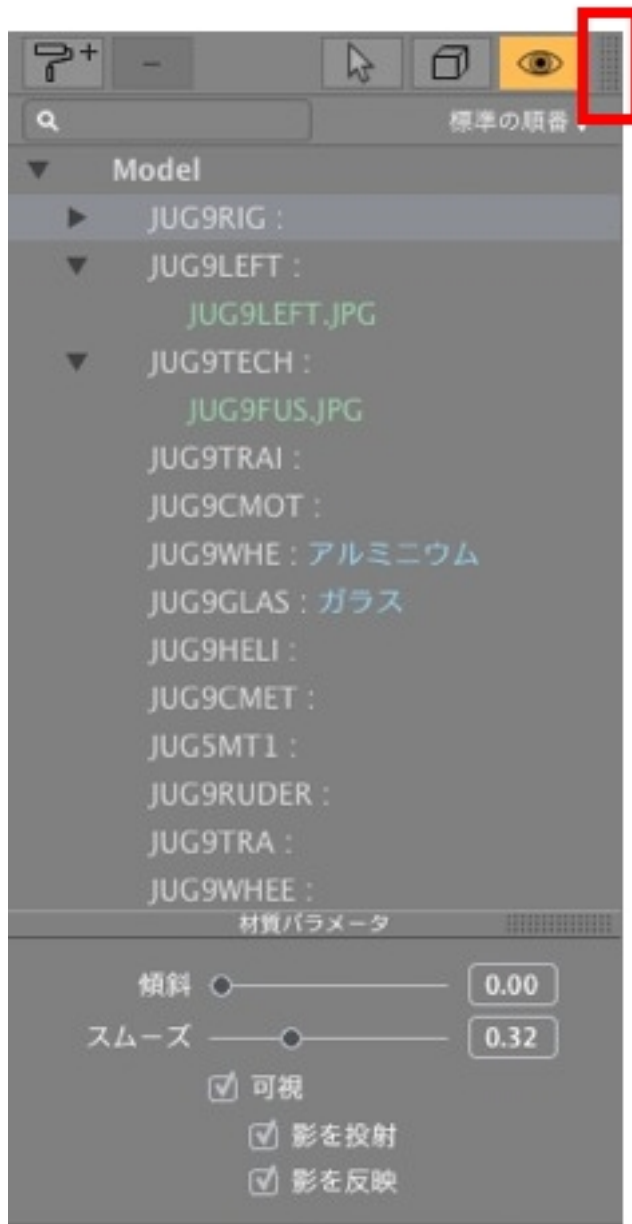 標準の順番
Model
JUG9RIG :
JUG9LEFT :
JUG9LEFT.JPG
JUG9TECH :
JUG9FUS.JPG
JUG9TRAI :
JUG9CMOT :
JUG9WHE : アルミニウム
JUG9GLAS : ガラス
JUG9HELI :
JUG9CMET :
JUG5MT1 :
JUG9RUDER :
JUG9TRA :
JUG9WHEE :
材質パラメータ
傾斜 0.00
スムーズ 0.32
可視
影を投射
影を反映